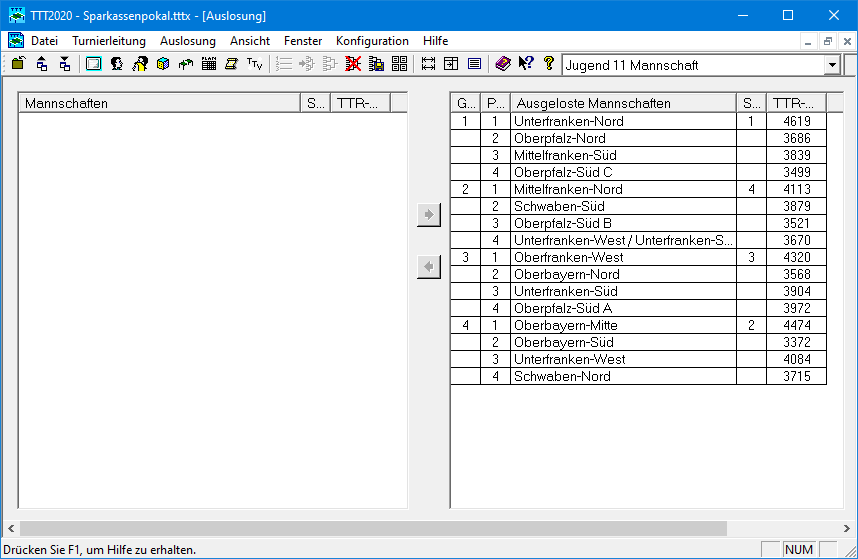 TTT2020 - Sparkassenpokal.tttx - [Auslosung]
Datei Turnierleitung Auslosung Ansicht Fenster Konfiguration Hilfe
Jugend 11 Mannschaft
Mannschaften S... TTR-...
G... P... Ausgeloste Mannschaften S... TTR-...
1 1 Unterfranken-Nord 1 4619
2 Oberpfalz-Nord 3686
3 Mittelfranken-Süd 3839
4 Oberpfalz-Süd C 3499
2 1 Mittelfranken-Nord 4 4113
2 Schwaben-Süd 3879
3 Oberpfalz-Süd B 3521
4 Unterfranken-West / Unterfranken-S... 3670
3 1 Oberfranken-West 3 4320
2 Oberbayern-Nord 3568
3 Unterfranken-Süd 3904
4 Oberpfalz-Süd A 3972
4 1 Oberbayern-Mitte 2 4474
2 Oberbayern-Süd 3372
3 Unterfranken-West 4084
4 Schwaben-Nord 3715
Drücken Sie F1, um Hilfe zu erhalten. NUM